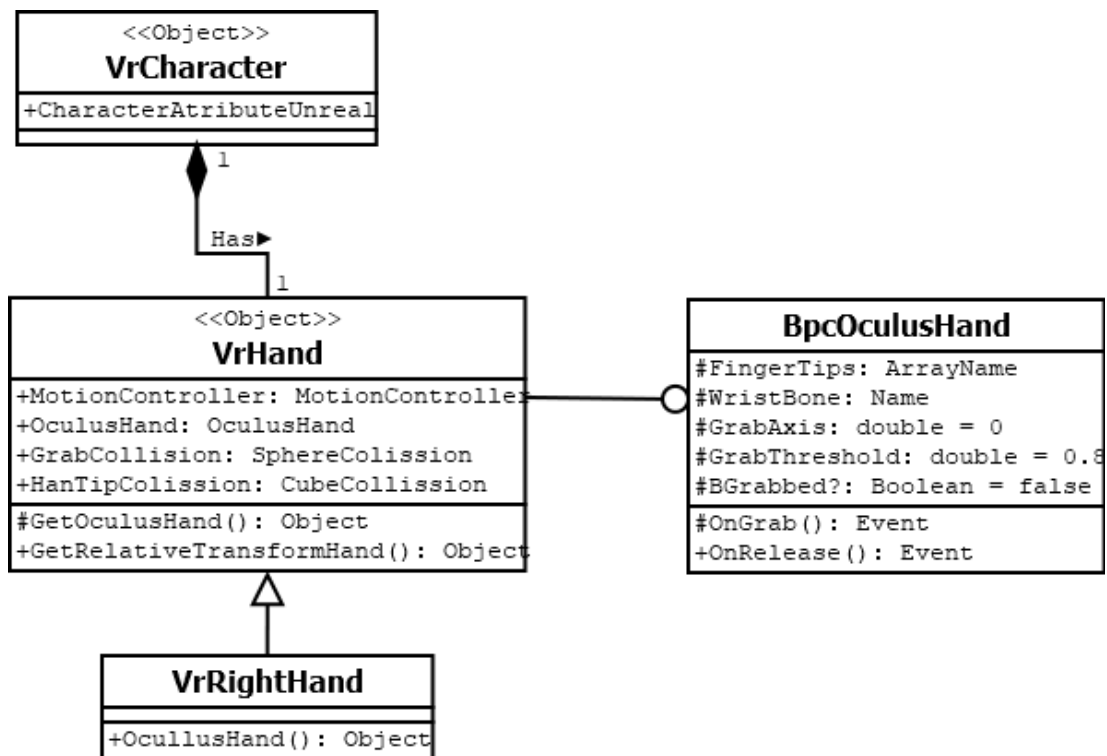 <<Object>>
VrCharacter
+CharacterAtributeUnreal
1
Has▶
1
<<Object>>
VrHand
+MotionController: MotionController
+OculusHand: OculusHand
+GrabCollision: SphereColission
+HanTipColission: CubeCollission
#GetOculusHand(): Object
+GetRelativeTransformHand(): Object
BpcOculusHand
#FingerTips: ArrayName
#WristBone: Name
#GrabAxis: double = 0
#GrabThreshold: double = 0.8
#BGrabbed?: Boolean = false
#OnGrab(): Event
+OnRelease(): Event
VrRightHand
+OcullusHand(): Object